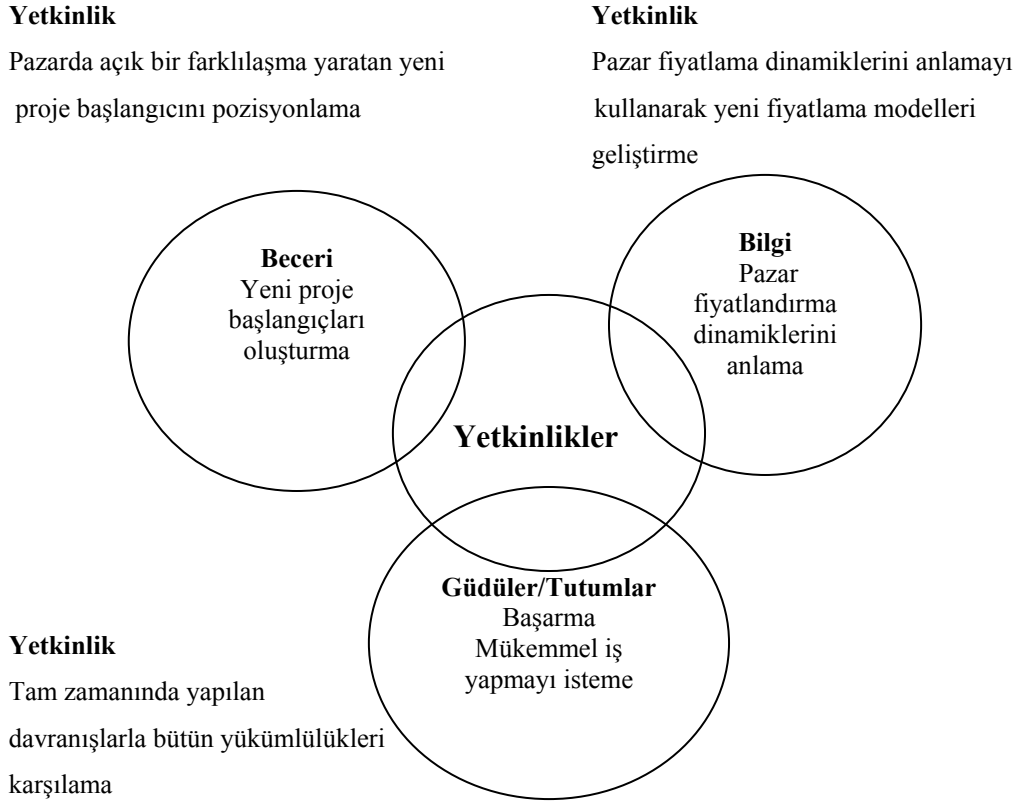 Yetkinlik
Pazarda açık bir farklılaşma yaratan yeni
proje başlangıcını pozisyonlama
Yetkinlik
Pazar fiyatlama dinamiklerini anlamayı
kullanarak yeni fiyatlama modelleri
geliştirme
Beceri
Yeni proje
başlangıçları
oluşturma
Bilgi
Pazar
fiyatlandırma
dinamiklerini
anlama
Yetkinlikler
Güdüler/Tutumlar
Başarma
Mükemmel iş
yapmayı isteme
Yetkinlik
Tam zamanında yapılan
davranışlarla bütün yükümlülükleri
karşılama